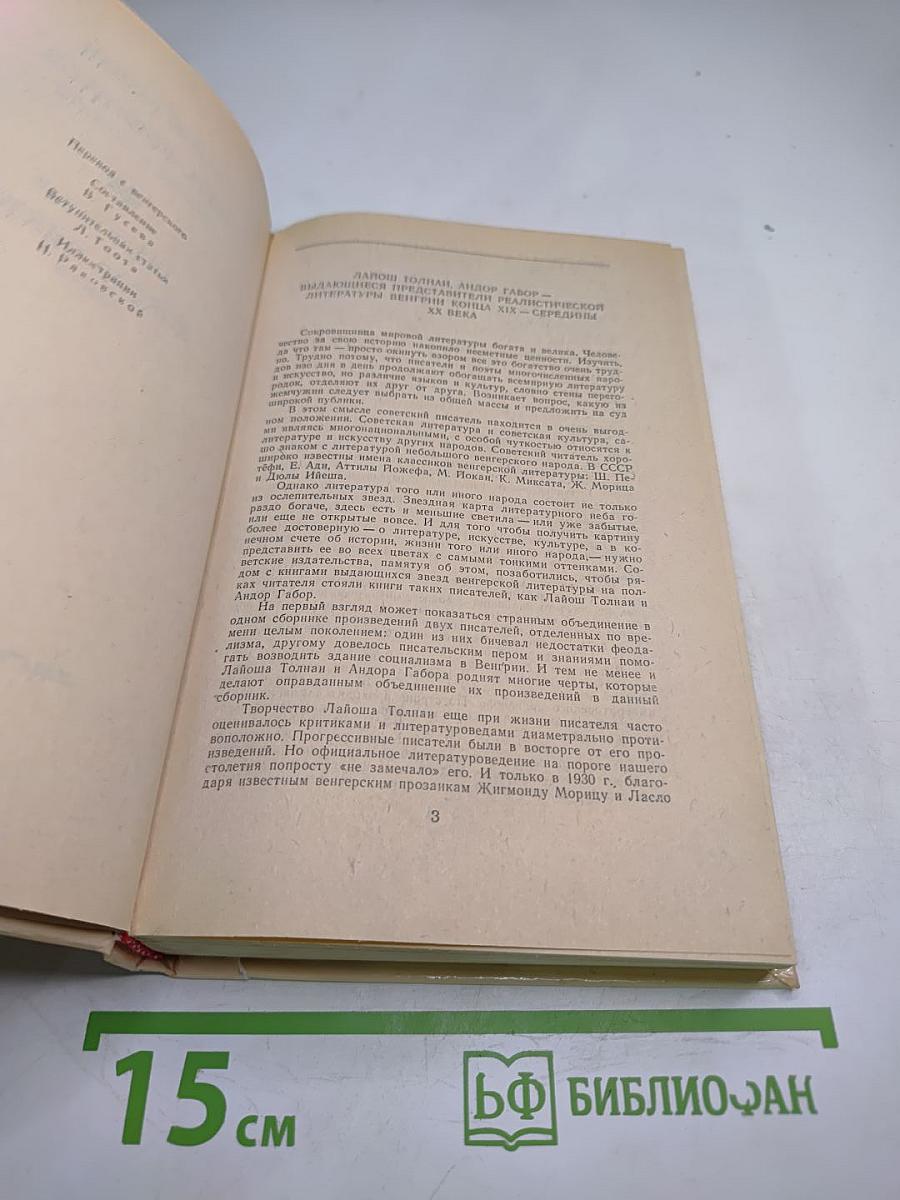 Перевод с венгерского
Составление
В. Гусева
Вступительная статья
Л. Тооза
Иллюстрации
Н. Раковской
ЛАЙОШ ТОЛНАИ, АНДОР ГАБОР —
ВЫДАЮЩИЕСЯ ПРЕДСТАВИТЕЛИ РЕАЛИСТИЧЕСКОЙ
ЛИТЕРАТУРЫ ВЕНГРИИ КОНЦА XIX — СЕРЕДИНЫ
XX ВЕКА
Сокровищница мировой литературы богата и велика. Челове-
чество за свою историю накопило несметные ценности. Изучить,
да что там — просто окинуть взором все это богатство очень труд-
но. Трудно потому, что писатели и поэты многочисленных наро-
дов изо дня в день продолжают обогащать всемирную литературу
и искусство, но различие языков и культур, словно стены перего-
родок, отделяют их друг от друга. Возникает вопрос, какую из
жемчужин следует выбрать из общей массы и предложить на суд
широкой публики.
В этом смысле советский писатель находится в очень выгод-
ном положении. Советская литература и советская культура, са-
ми являясь многонациональными, с особой чуткостью относятся к
литературе и искусству других народов. Советский читатель хоро-
шо знаком с литературой небольшого венгерского народа. В СССР
широко известны имена классиков венгерской литературы: Ш. Пе-
тёфи, Е. Ади, Аттилы Йожефа, М. Йокаи, К. Миксата, Ж. Морица
и Дюлы Ийеша.
Однако литература того или иного народа состоит не только
из ослепительных звезд. Звездная карта литературного неба го-
раздо богаче, здесь есть и меньшие светила — или уже забытые,
или еще не открытые вовсе. И для того чтобы получить картину
более достоверную — о литературе, искусстве, культуре, а в ко-
нечном счете об истории, жизни того или иного народа, — нужно
представить ее во всех цветах с самыми тонкими оттенками. Со-
ветские издательства, памятуя об этом, позаботились, чтобы ря-
дом с книгами выдающихся звезд венгерской литературы на пол-
ках читателя стояли книги таких писателей, как Лайош Толнаи и
Андор Габор.
На первый взгляд может показаться странным объединение в
одном сборнике произведений двух писателей, отделенных по вре-
мени целым поколением: один из них бичевал недостатки феода-
лизма, другому довелось писательским пером и знаниями помо-
гать возводить здание социализма в Венгрии. И тем не менее и
Лайоша Толнаи и Андора Габора роднят многие черты, которые
делают оправданным объединение их произведений в данный
сборник.
Творчество Лайоша Толнаи еще при жизни писателя часто
оценивалось критиками и литературоведами диаметрально проти-
воположно. Прогрессивные писатели были в восторге от его про-
изведений. Но официальное литературоведение на пороге нашего
столетия попросту «не замечало» его. И только в 1930 г., благо-
даря известным венгерским прозаикам Жигмонду Морицу и Ласло
3
15 см
БФ БИБЛИОФАН